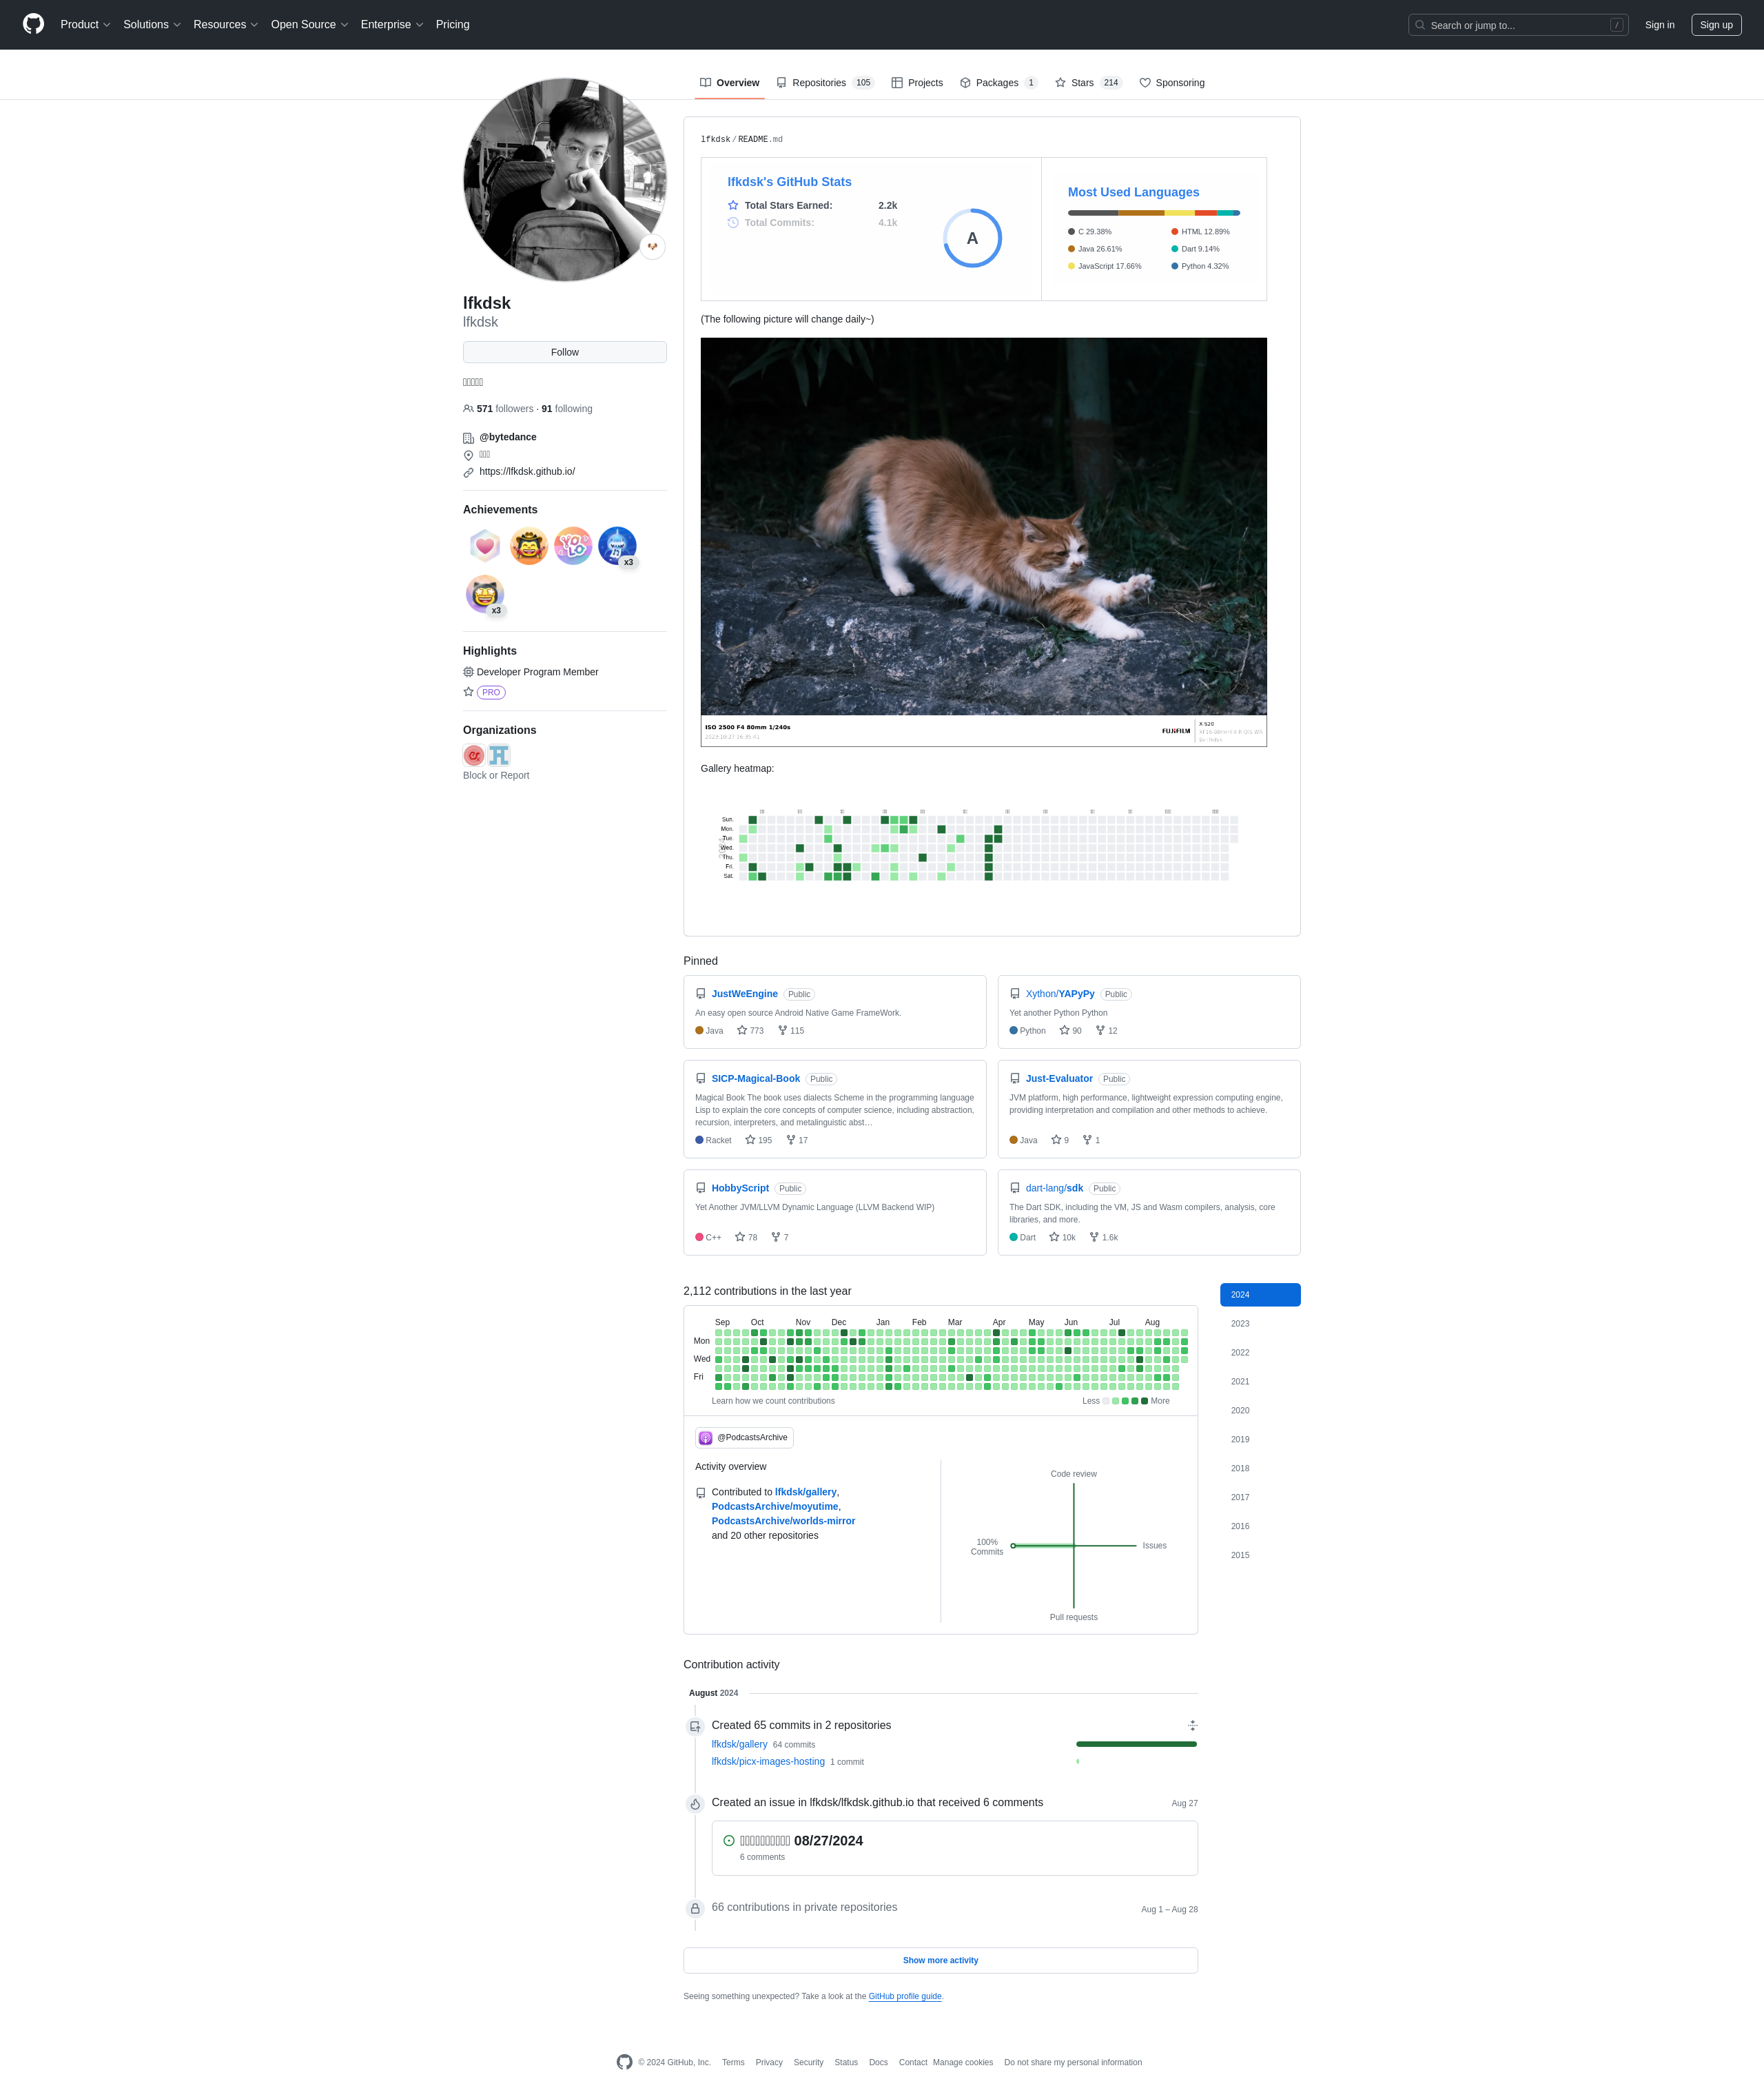 Product Solutions Resources Open Source Enterprise Pricing Search or jump to... / Sign in Sign up
Overview Repositories 105 Projects Packages 1 Stars 214 Sponsoring
lfkdsk
lfkdsk
Follow
571 followers · 91 following
@bytedance
https://lfkdsk.github.io/
Achievements
YOLO
x3
x3
Highlights
Developer Program Member
PRO
Organizations
Block or Report
lfkdsk / README.md
lfkdsk's GitHub Stats
Total Stars Earned: 2.2k
Total Commits: 4.1k
A
Most Used Languages
C 29.38%
Java 26.61%
JavaScript 17.66%
HTML 12.89%
Dart 9.14%
Python 4.32%
(The following picture will change daily~)
ISO 2500 F4 80mm 1/240s
FUJIFILM
X-S20
Gallery heatmap:
Sun.
Mon.
Tue.
Wed.
Thu.
Fri.
Sat.
Pinned
JustWeEngine Public
An easy open source Android Native Game FrameWork.
Java 773 115
Xython/YAPyPy Public
Yet another Python Python
Python 90 12
SICP-Magical-Book Public
Magical Book The book uses dialects Scheme in the programming language
Lisp to explain the core concepts of computer science, including abstraction,
recursion, interpreters, and metalinguistic abst…
Racket 195 17
Just-Evaluator Public
JVM platform, high performance, lightweight expression computing engine,
providing interpretation and compilation and other methods to achieve.
Java 9 1
HobbyScript Public
Yet Another JVM/LLVM Dynamic Language (LLVM Backend WIP)
C++ 78 7
dart-lang/sdk Public
The Dart SDK, including the VM, JS and Wasm compilers, analysis, core
libraries, and more.
Dart 10k 1.6k
2,112 contributions in the last year
Sep Oct Nov Dec Jan Feb Mar Apr May Jun Jul Aug
Mon
Wed
Fri
Learn how we count contributions
Less More
2024
2023
2022
2021
2020
2019
2018
2017
2016
2015
@PodcastsArchive
Activity overview
Contributed to lfkdsk/gallery,
PodcastsArchive/moyutime,
PodcastsArchive/worlds-mirror
and 20 other repositories
Code review
100%
Commits
Issues
Pull requests
Contribution activity
August 2024
Created 65 commits in 2 repositories
lfkdsk/gallery 64 commits
lfkdsk/picx-images-hosting 1 commit
Created an issue in lfkdsk/lfkdsk.github.io that received 6 comments Aug 27
08/27/2024
6 comments
66 contributions in private repositories Aug 1 – Aug 28
Show more activity
Seeing something unexpected? Take a look at the GitHub profile guide.
© 2024 GitHub, Inc. Terms Privacy Security Status Docs Contact Manage cookies Do not share my personal information